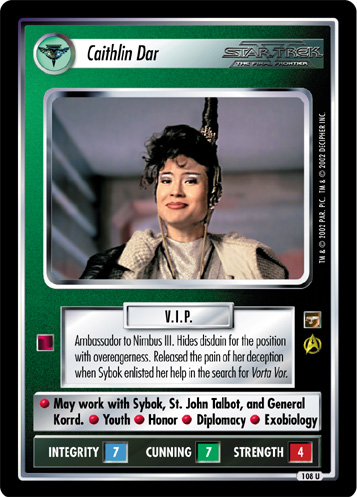 Caithlin Dar
STAR TREK
THE FINAL FRONTIER
TM & © 2002 PAR. PIC. TM & © 2002 DECIPHER INC.
V.I.P.
Ambassador to Nimbus III. Hides disdain for the position
with overeagerness. Released the pain of her deception
when Sybok enlisted her help in the search for Vorta Vor.
• May work with Sybok, St. John Talbot, and General
Korrd. • Youth • Honor • Diplomacy • Exobiology
INTEGRITY 7 CUNNING 7 STRENGTH 4
108 U